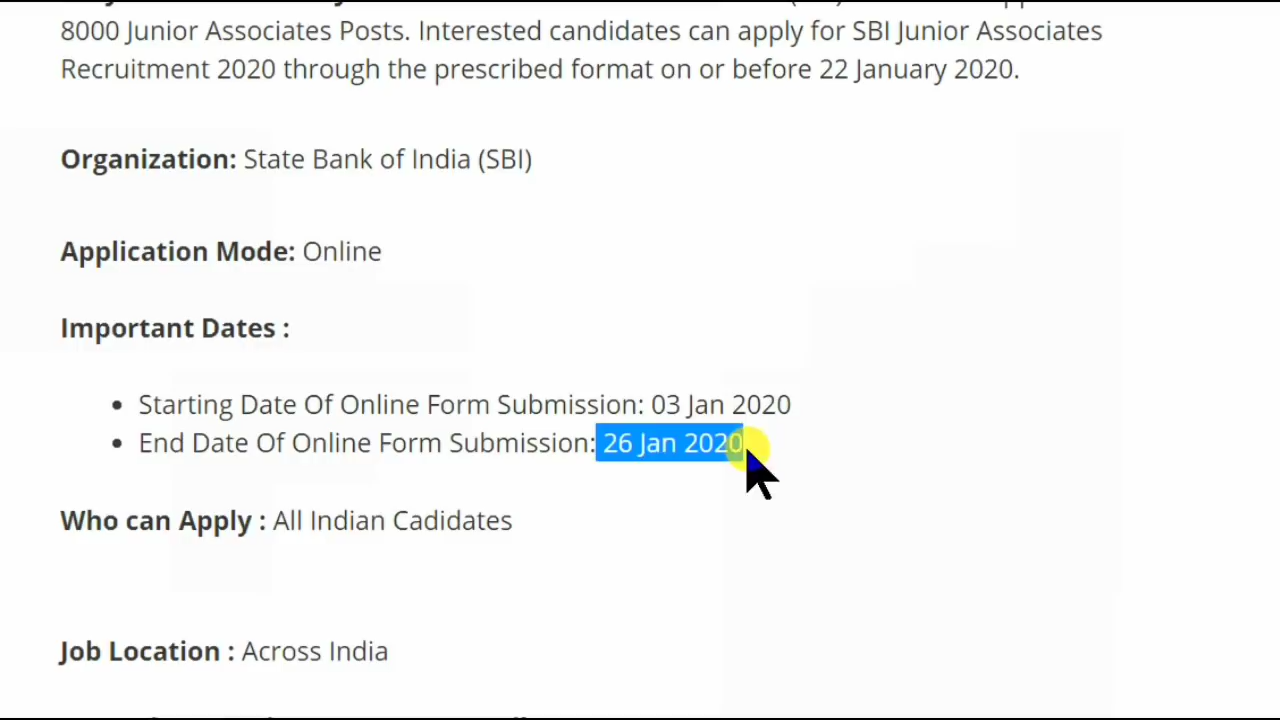 8000 Junior Associates Posts. Interested candidates can apply for SBI Junior Associates
Recruitment 2020 through the prescribed format on or before 22 January 2020.
Organization: State Bank of India (SBI)
Application Mode: Online
Important Dates :
• Starting Date Of Online Form Submission: 03 Jan 2020
• End Date Of Online Form Submission: 26 Jan 2020
Who can Apply : All Indian Cadidates
Job Location : Across India